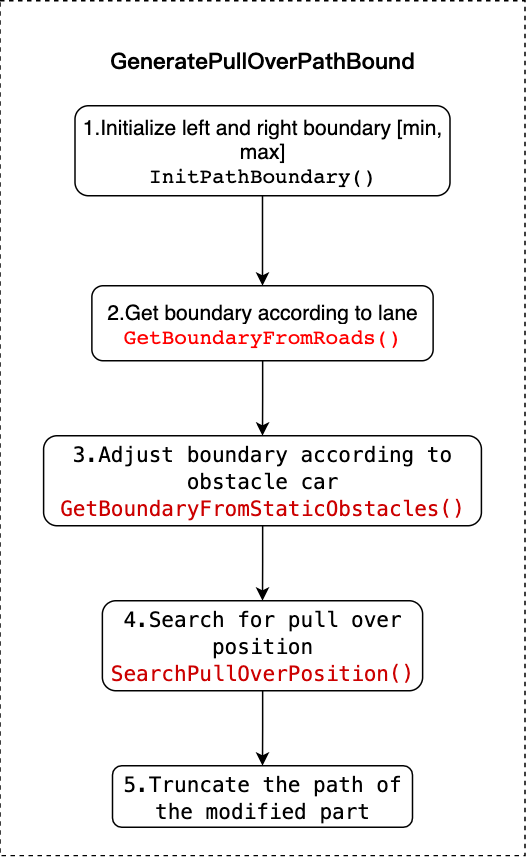 GeneratePullOverPathBound
1.Initialize left and right boundary [min,
max]
InitPathBoundary()
2.Get boundary according to lane
GetBoundaryFromRoads()
3.Adjust boundary according to
obstacle car
GetBoundaryFromStaticObstacles()
4.Search for pull over
position
SearchPullOverPosition()
5.Truncate the path of
the modified part